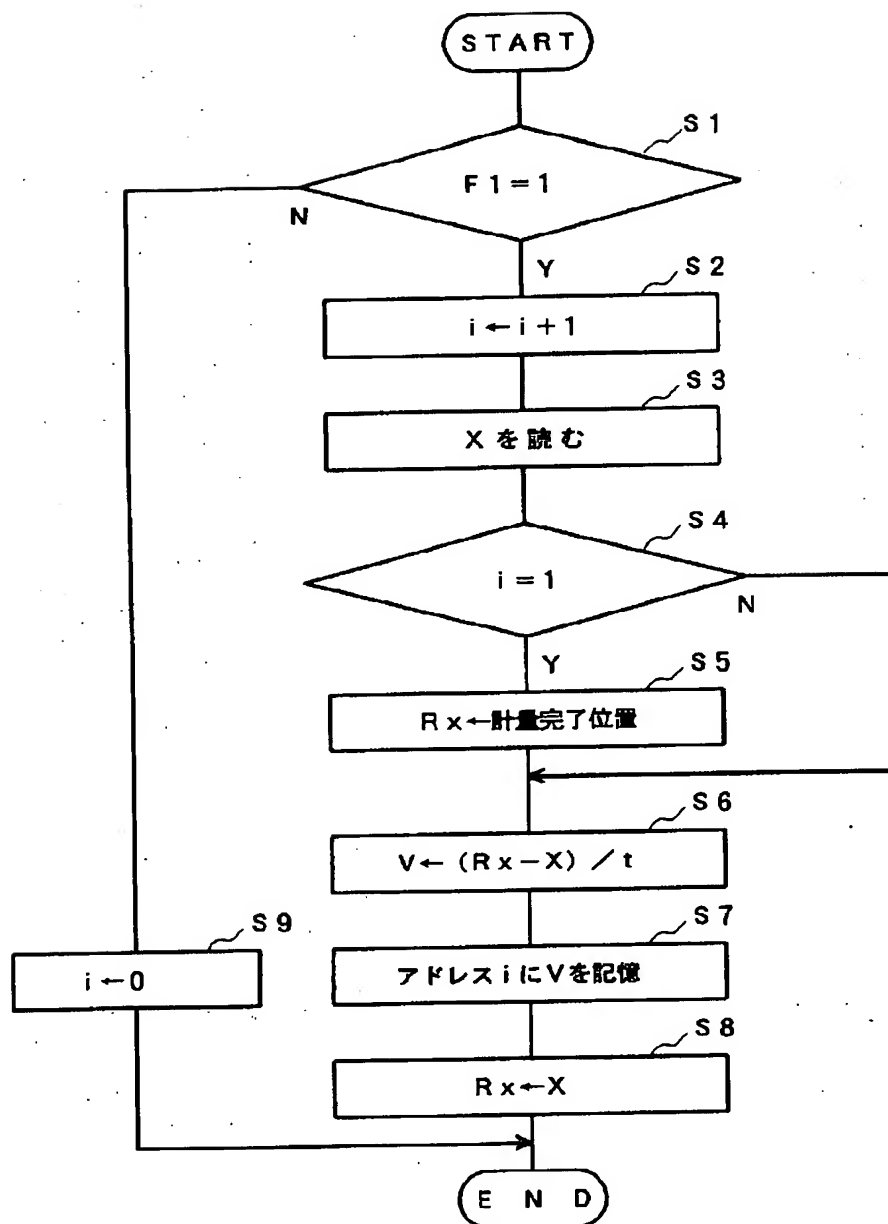 START
S1
F1=1
N
Y
S2
i←i+1
S3
Xを読む
S4
i=1
N
Y
S5
Rx←計量完了位置
S6
V←(Rx-X)/t
S7
アドレスiにVを記憶
S9
i←0
S8
Rx←X
END